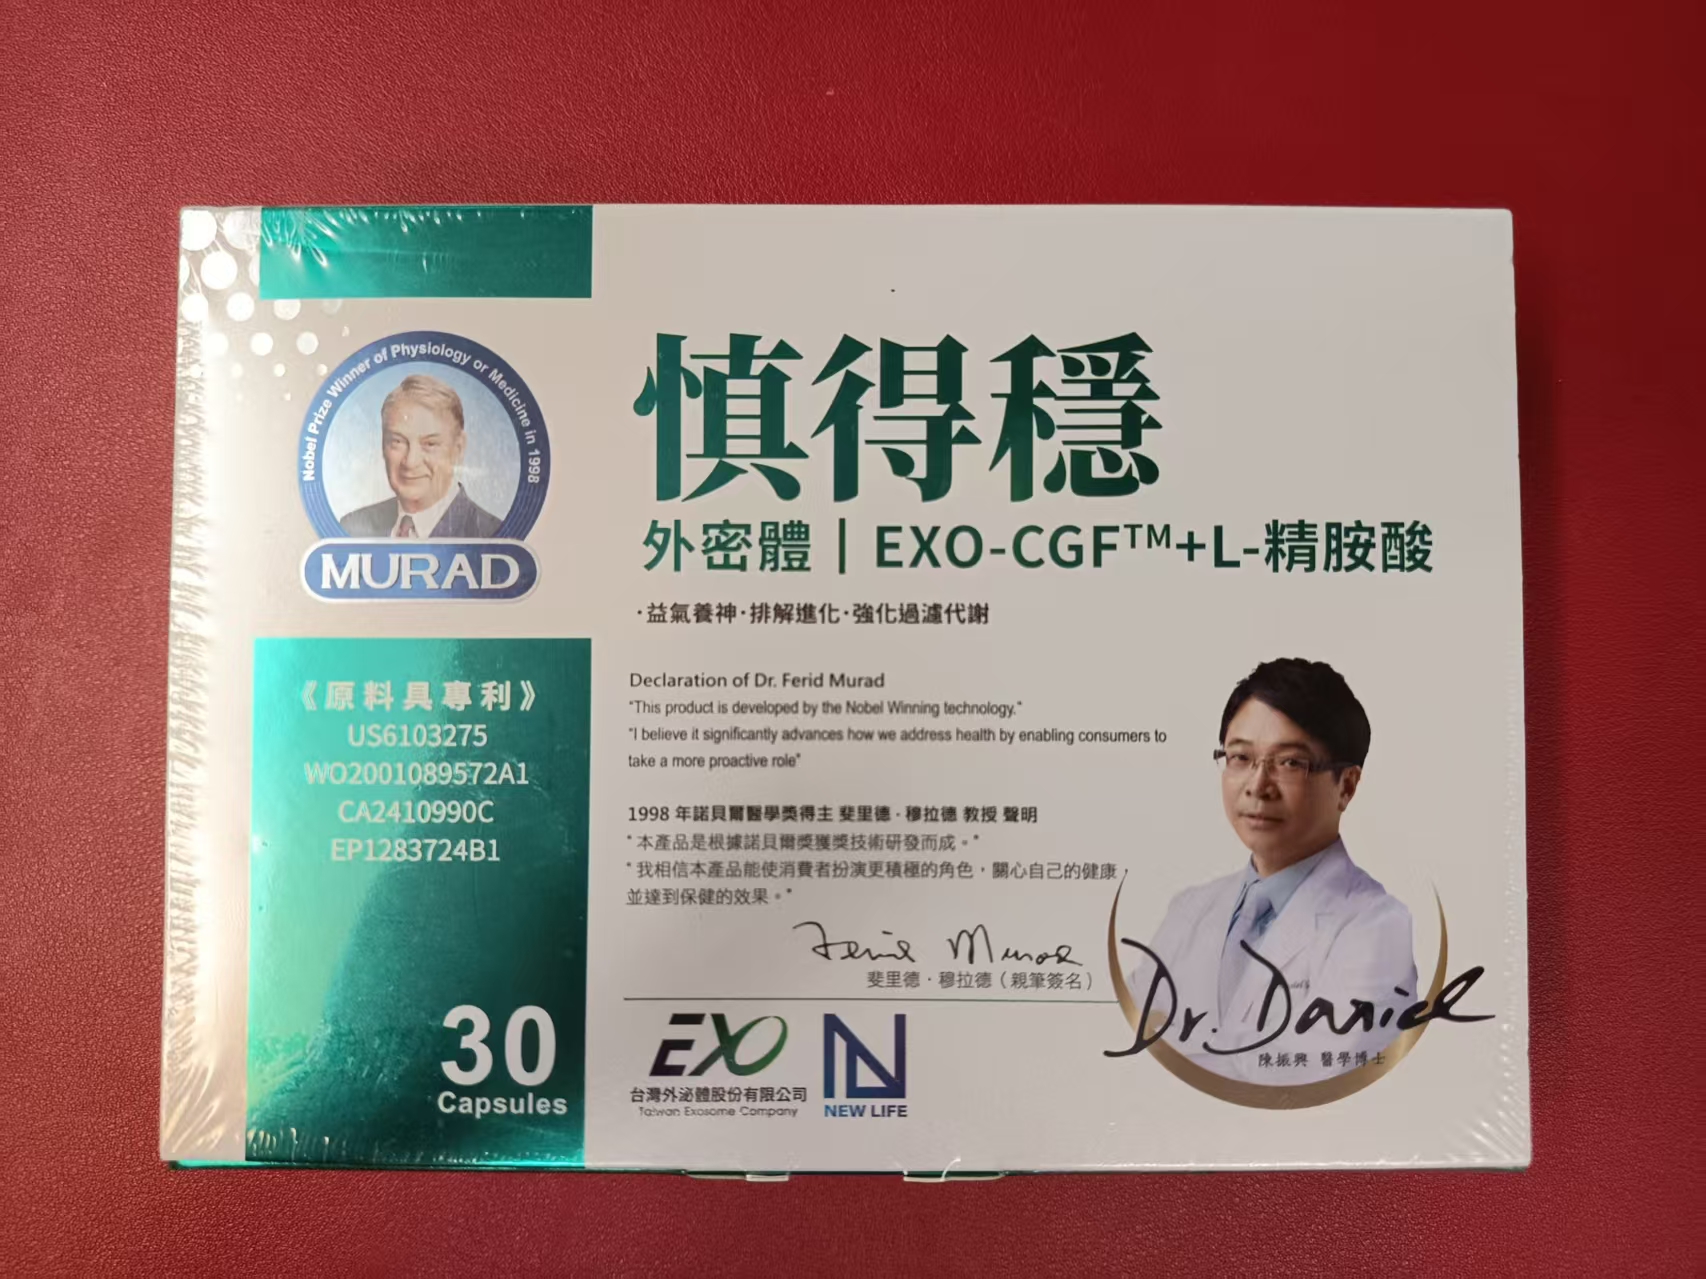 Nobel Prize Winner of Physiology or Medicine in 1998
MURAD
《原料具專利》
US6103275
WO2001089572A1
CA2410990C
EP1283724B1
30
Capsules
慎得穩
外密體|EXO-CGF™+L-精胺酸
·益氣養神·排解進化·強化過濾代謝
Declaration of Dr. Ferid Murad
"This product is developed by the Nobel Winning technology."
"I believe it significantly advances how we address health by enabling consumers to
take a more proactive role"
1998 年諾貝爾醫學獎得主 斐里德·穆拉德 教授 聲明
"本產品是根據諾貝爾獎獲獎技術研發而成。"
"我相信本產品能使消費者扮演更積極的角色,關心自己的健康,
並達到保健的效果。"
Ferid Murad
斐里德·穆拉德(親筆簽名)
EXO
台灣外泌體股份有限公司
Taiwan Exosome Company
NEW LIFE
Dr. Daniel
陳振興 醫學博士